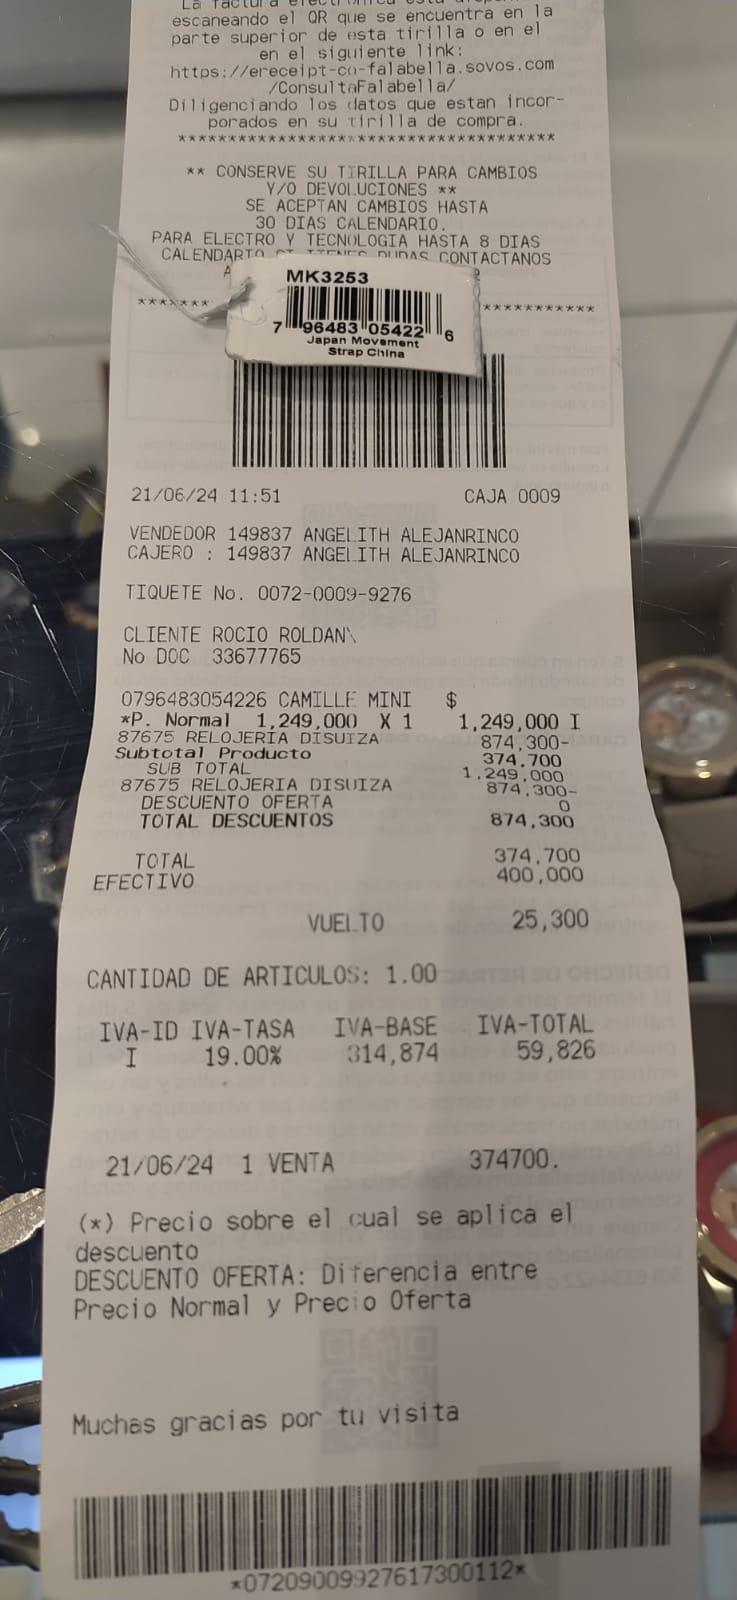 La factura
escaneando el QR que se encuentra en la
parte superior de esta tirilla o en el
en el siguiente link:
https://ereceipt-co-falabella.sovos.com
/ConsultaFalabella/
Diligenciando los datos que estan incor-
porados en su tirilla de compra.
***************************************
** CONSERVE SU TIRILLA PARA CAMBIOS
Y/O DEVOLUCIONES **
SE ACEPTAN CAMBIOS HASTA
30 DIAS CALENDARIO.
PARA ELECTRO Y TECNOLOGIA HASTA 8 DIAS
CALENDARIO SI TIENES DUDAS CONTACTANOS
MK3253
7 96483 05422 6
Japan Movement
Strap China
21/06/24 11:51 CAJA 0009
VENDEDOR 149837 ANGELITH ALEJANRINCO
CAJERO : 149837 ANGELITH ALEJANRINCO
TIQUETE No. 0072-0009-9276
CLIENTE ROCIO ROLDAN\
No DOC 33677765
0796483054226 CAMILLE MINI $
*P. Normal 1,249,000 X 1 1,249,000 I
87675 RELOJERIA DISUIZA 874,300-
Subtotal Producto 374.700
SUB TOTAL 1,249,000
87675 RELOJERIA DISUIZA 874,300-
DESCUENTO OFERTA 0
TOTAL DESCUENTOS 874,300
TOTAL 374,700
EFECTIVO 400,000
VUELTO 25,300
CANTIDAD DE ARTICULOS: 1.00
IVA-ID IVA-TASA IVA-BASE IVA-TOTAL
I 19.00% 314,874 59,826
21/06/24 1 VENTA 374700.
(*) Precio sobre el cual se aplica el
descuento
DESCUENTO OFERTA: Diferencia entre
Precio Normal y Precio Oferta
Muchas gracias por tu visita
*07209009927617300112*